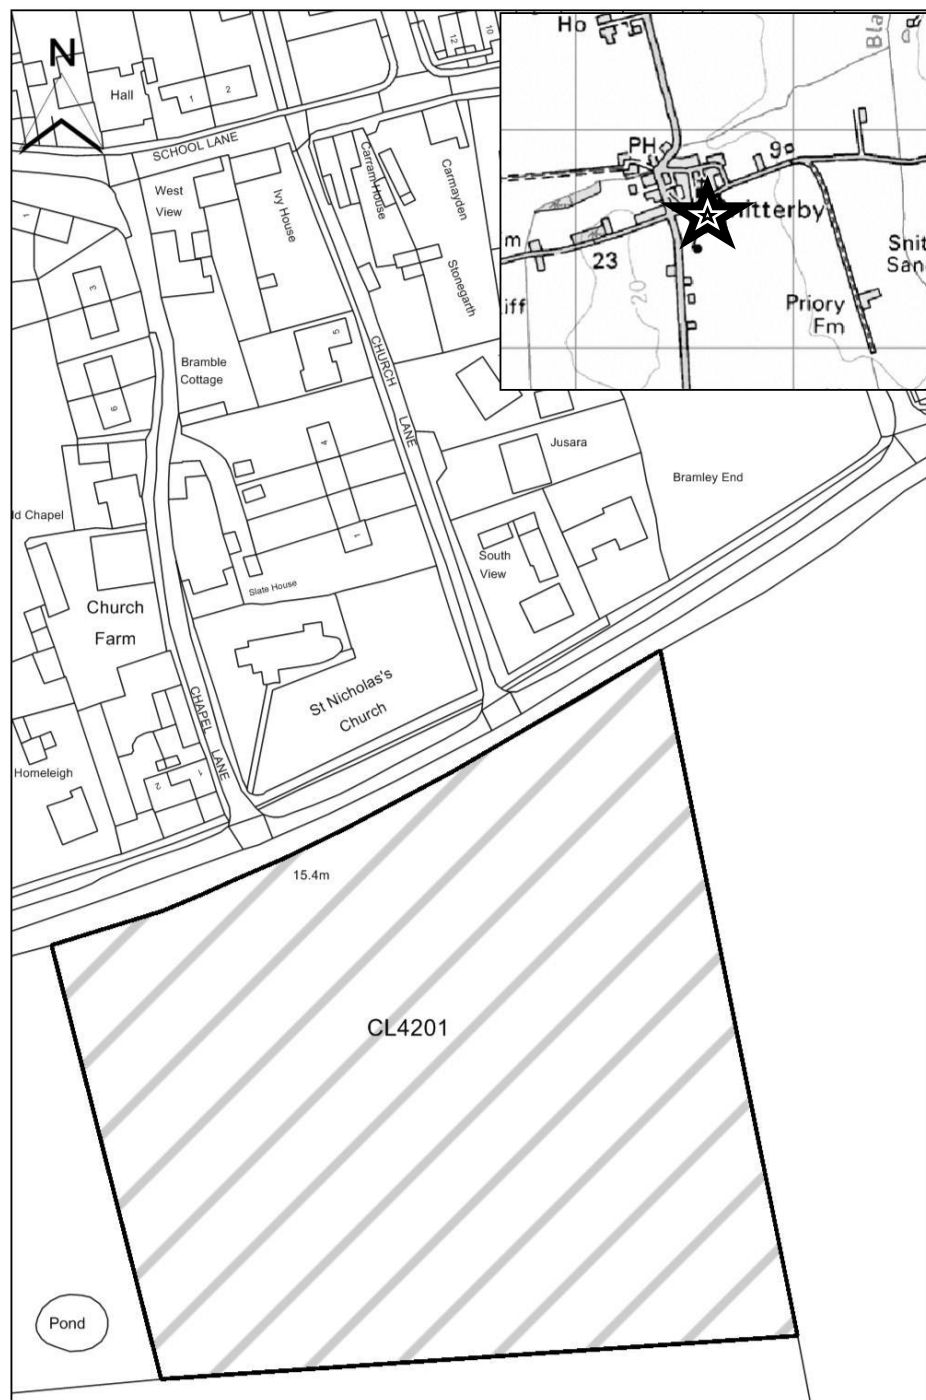 N
Hall
1
2
12
10
SCHOOL LANE
West
View
Ivy House
Carram House
Carmayden
Stonegarth
1
3
6
Bramble
Cottage
5
CHURCH
LANE
4
1
Jusara
Bramley End
ld Chapel
Slate House
South
View
Church
Farm
St Nicholas's
Church
CHAPEL
LANE
Homeleigh
1
2
15.4m
CL4201
Pond
Ho
Bla
PH
9
itterby
m
23
Snit
San
iff
20
Priory
Fm